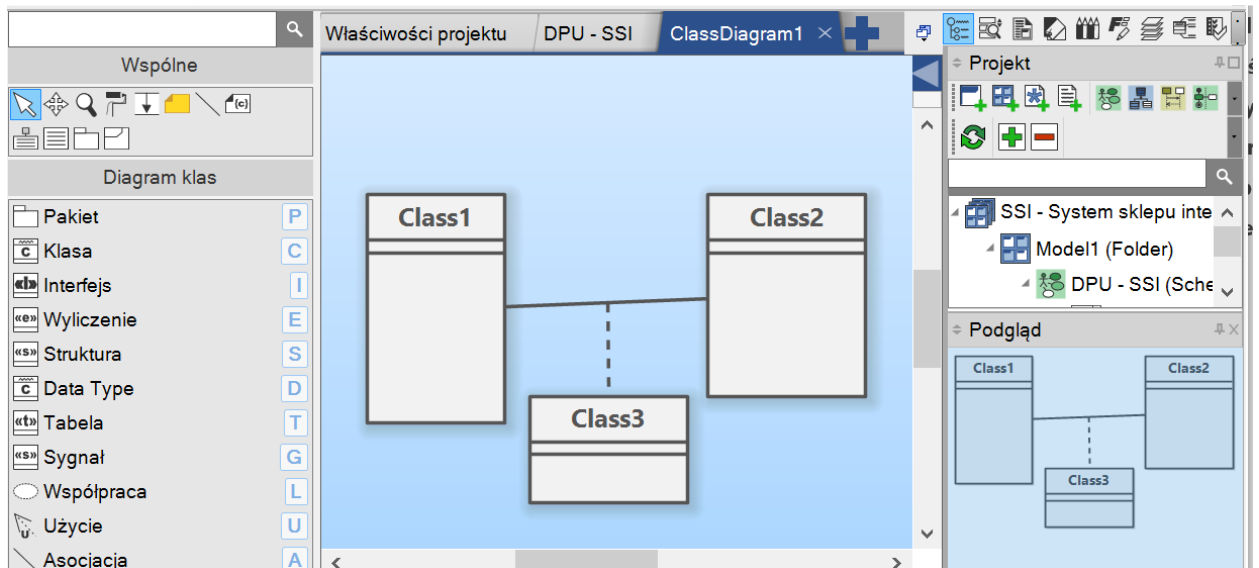 Wspólne
(c)
Diagram klas
Pakiet P
C Klasa C
«I» Interfejs I
«e» Wyliczenie E
«S» Struktura S
C Data Type D
«t» Tabela T
«S» Sygnał G
Współpraca L
U Użycie U
Asocjacja A
Właściwości projektu DPU - SSI ClassDiagram1 ×
Class1
Class2
Class3
Projekt
SSI - System sklepu inte
Model1 (Folder)
DPU - SSI (Sche
Podgląd
Class1
Class2
Class3